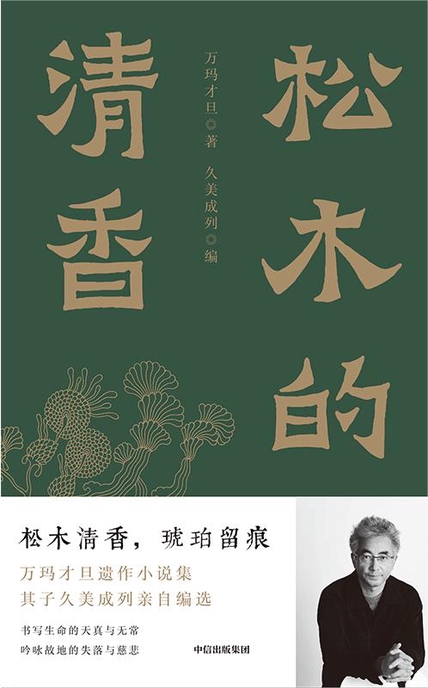 松木的
清香
万玛才旦◎著 久美成列◎编
松木清香，琥珀留痕
万玛才旦遗作小说集
其子久美成列亲自编选
书写生命的天真与无常
吟咏故地的失落与慈悲
中信出版集团